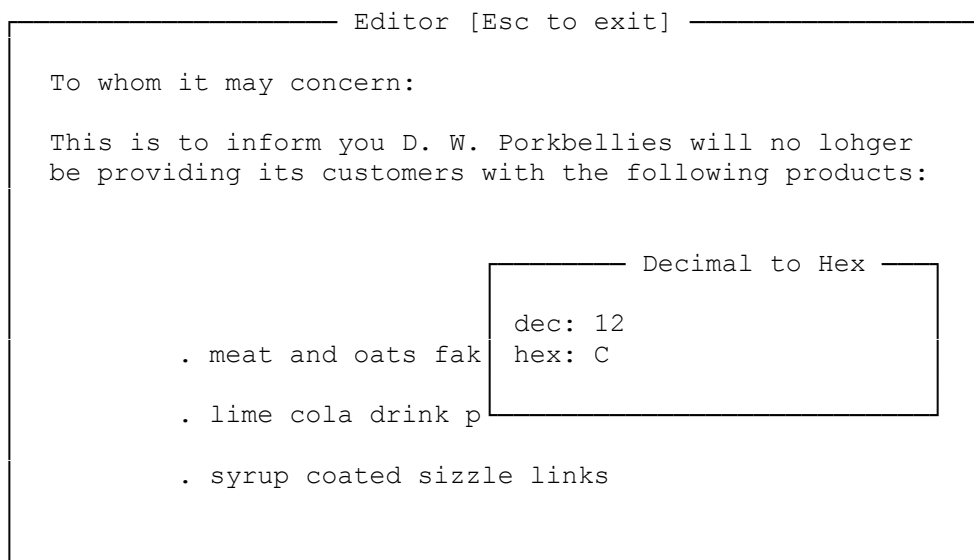 Editor [Esc to exit]
To whom it may concern:
This is to inform you D. W. Porkbellies will no lohger
be providing its customers with the following products:
Decimal to Hex
dec: 12
. meat and oats fak
hex: C
. lime cola drink p
. syrup coated sizzle links